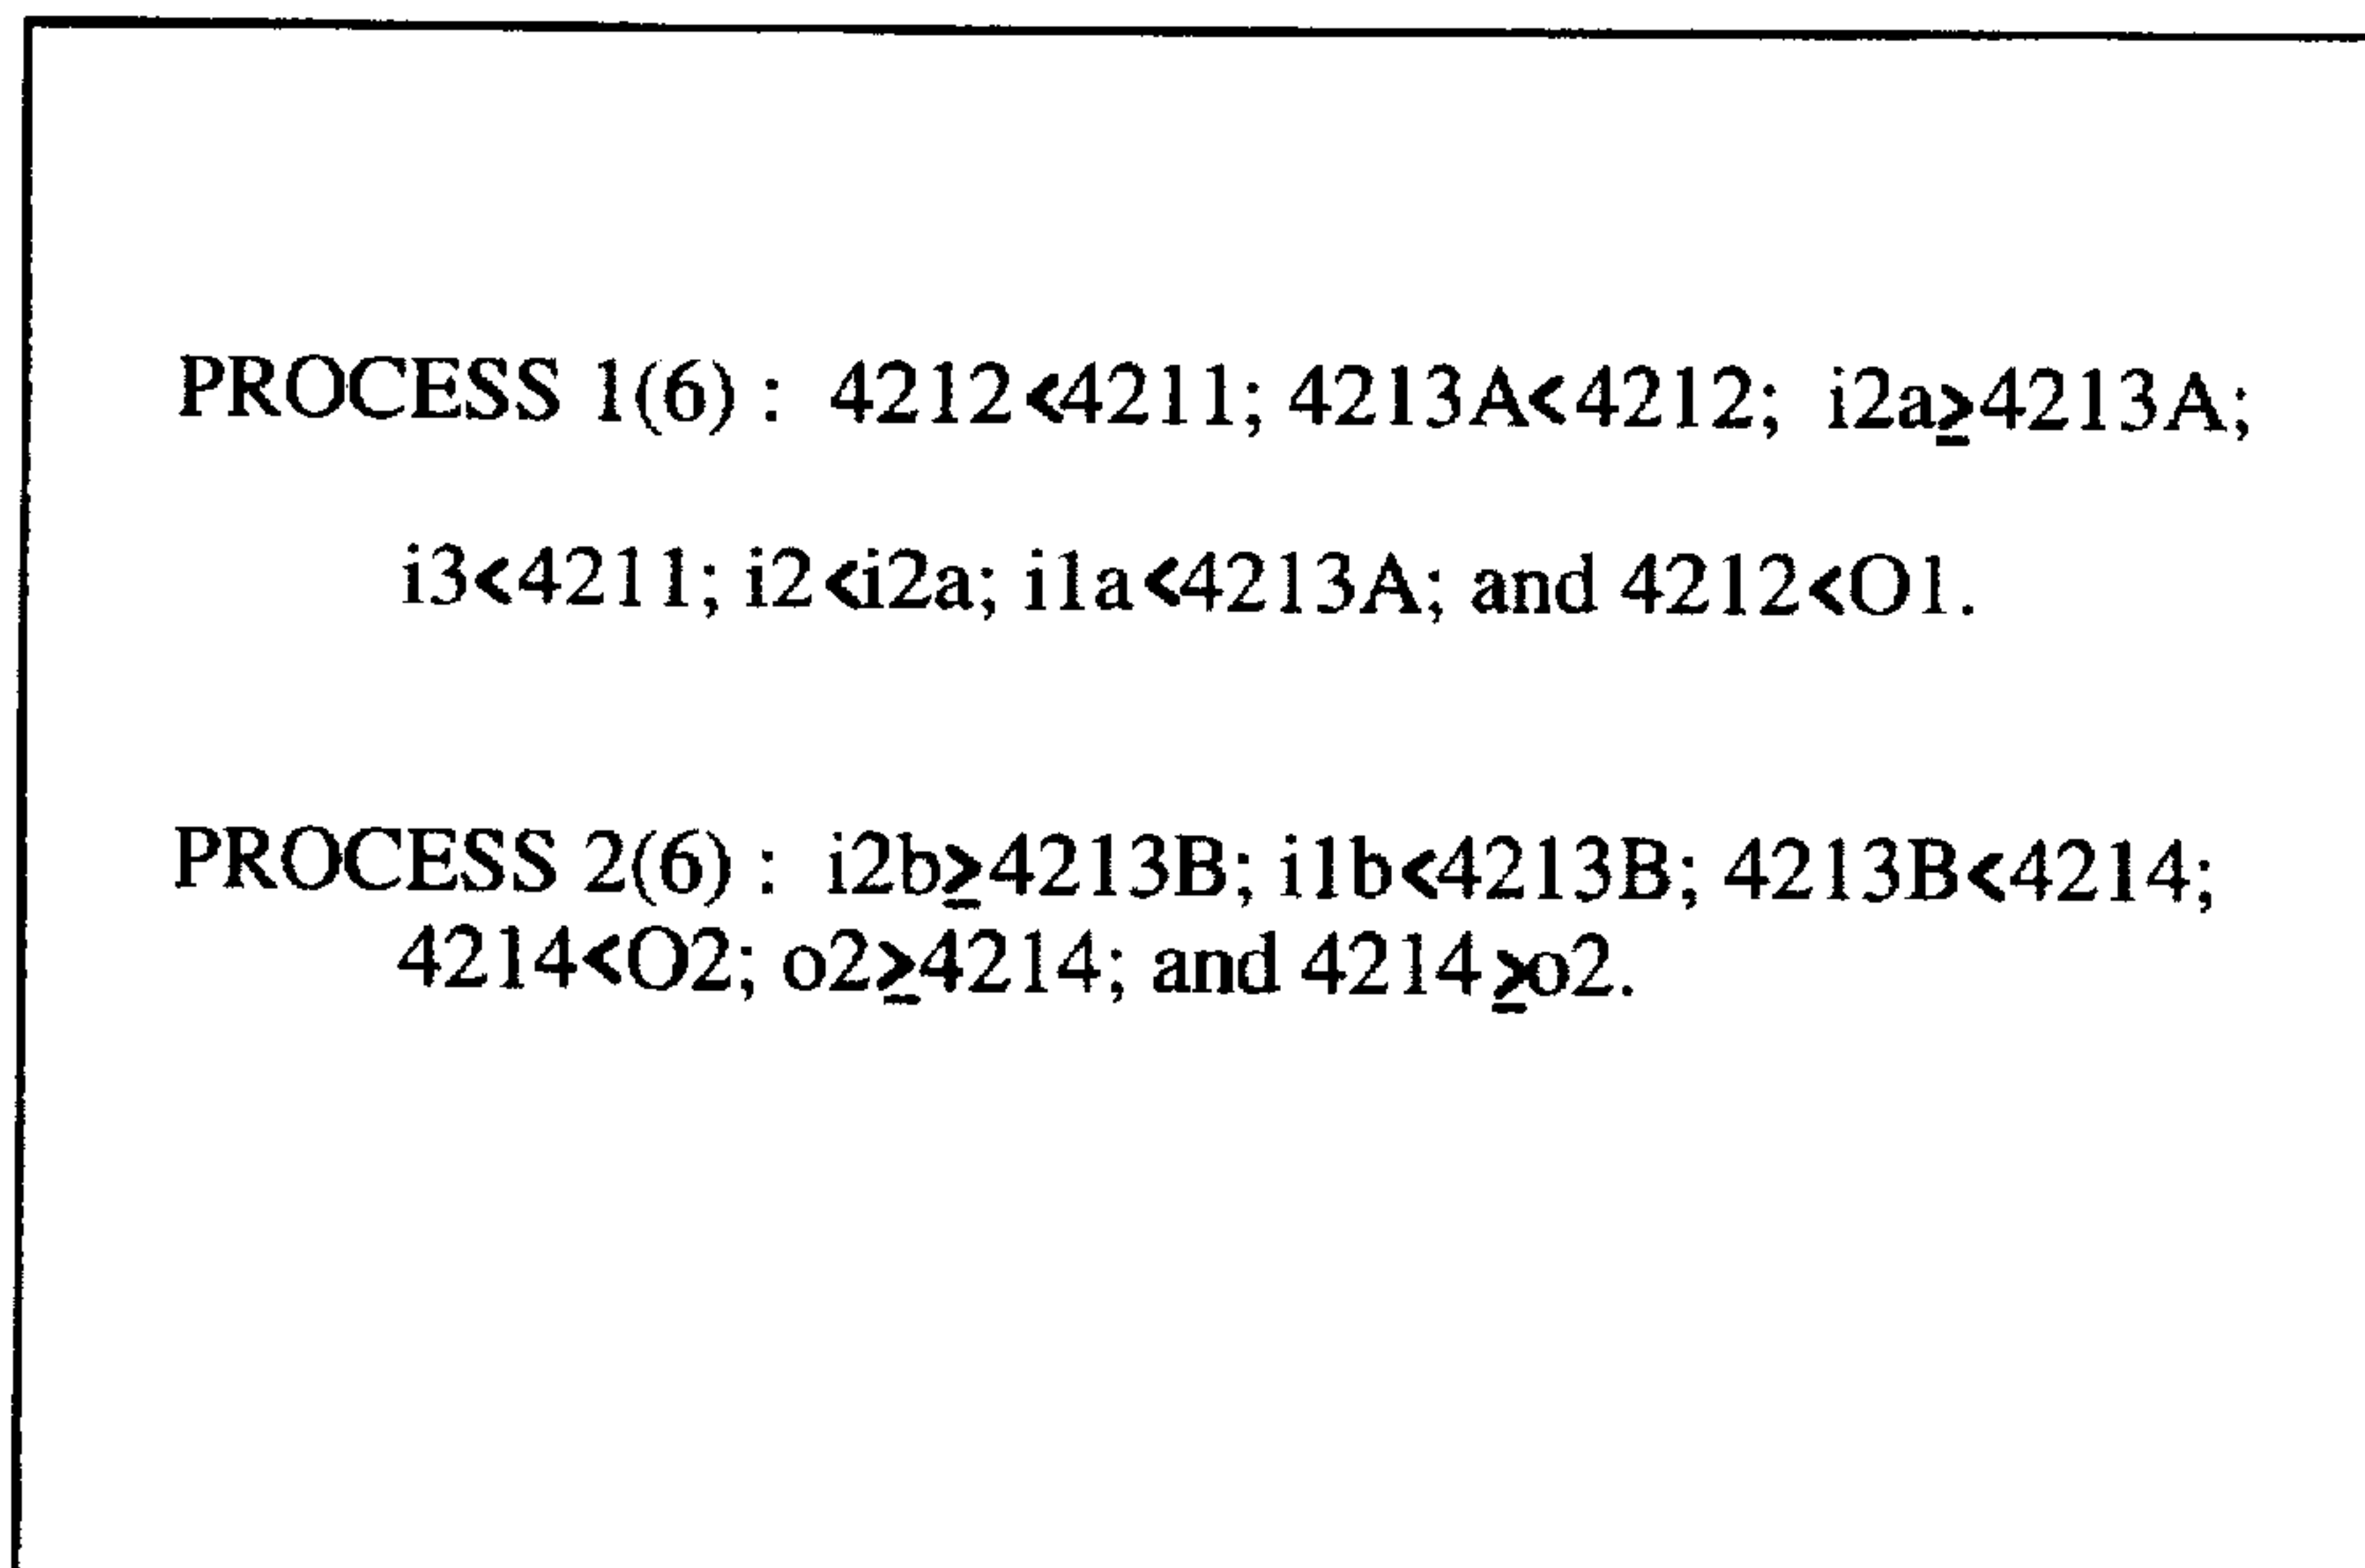 PROCESS 1(6) : 4212<4211; 4213A<4212; i2a≥4213A;
i3<4211; i2<i2a; i1a<4213A; and 4212<O1.
PROCESS 2(6) : i2b≥4213B; i1b<4213B; 4213B<4214;
4214<O2; o2≥4214; and 4214≥o2.